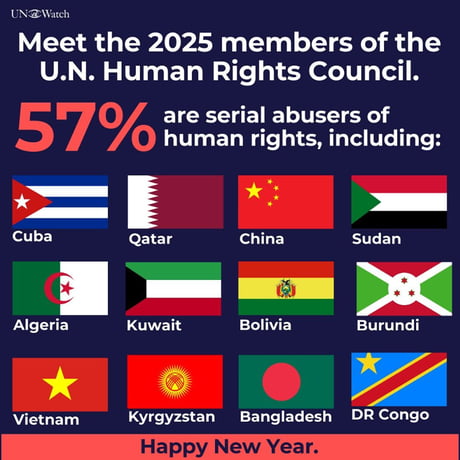 UN Watch
Meet the 2025 members of the
U.N. Human Rights Council.
57% are serial abusers of
human rights, including:
Cuba
Qatar
China
Sudan
Algeria
Kuwait
Bolivia
Burundi
Vietnam
Kyrgyzstan
Bangladesh
DR Congo
Happy New Year.